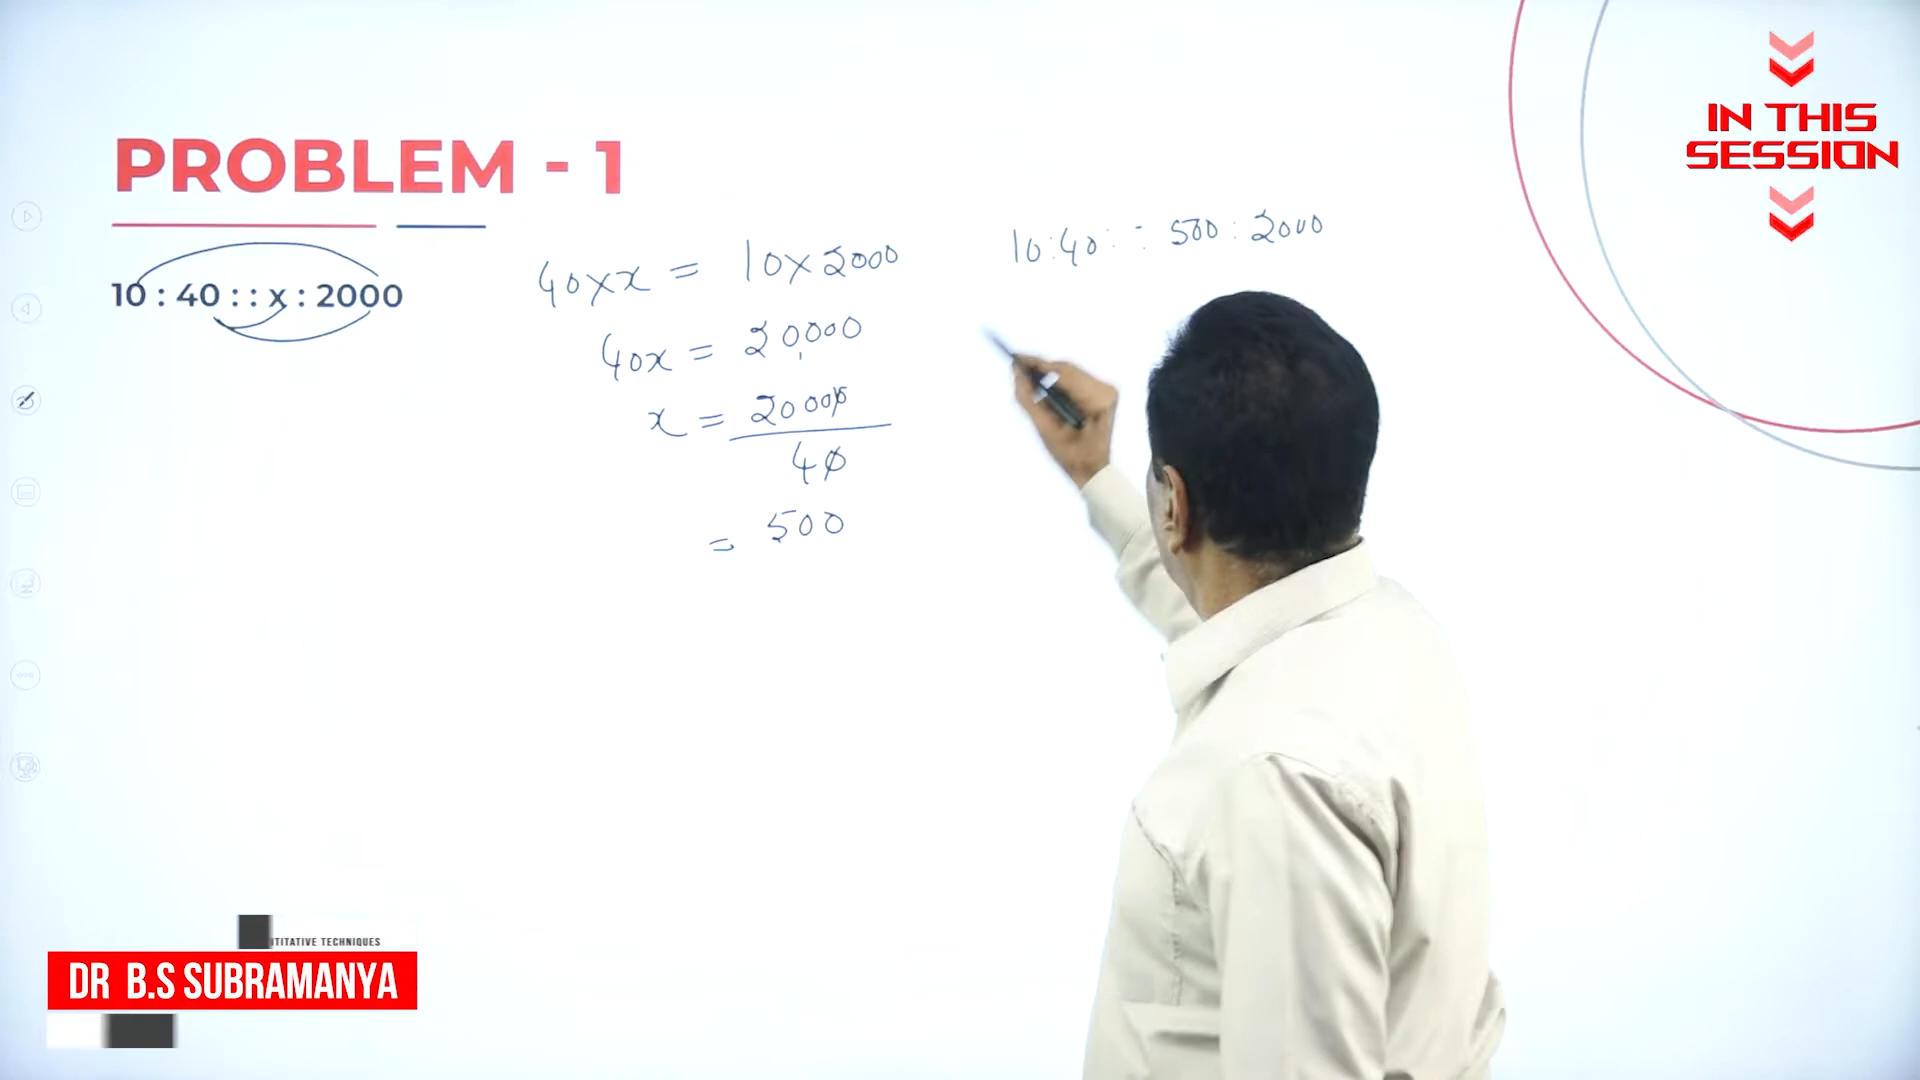 IN THIS
SESSION
PROBLEM - 1
10 : 40 : : x : 2000
40 x x = 10 x 2000
40x = 20,000
x = 20000
40
= 500
10:40 :: 500 : 2000
TITATIVE TECHNIQUES
DR B.S SUBRAMANYA